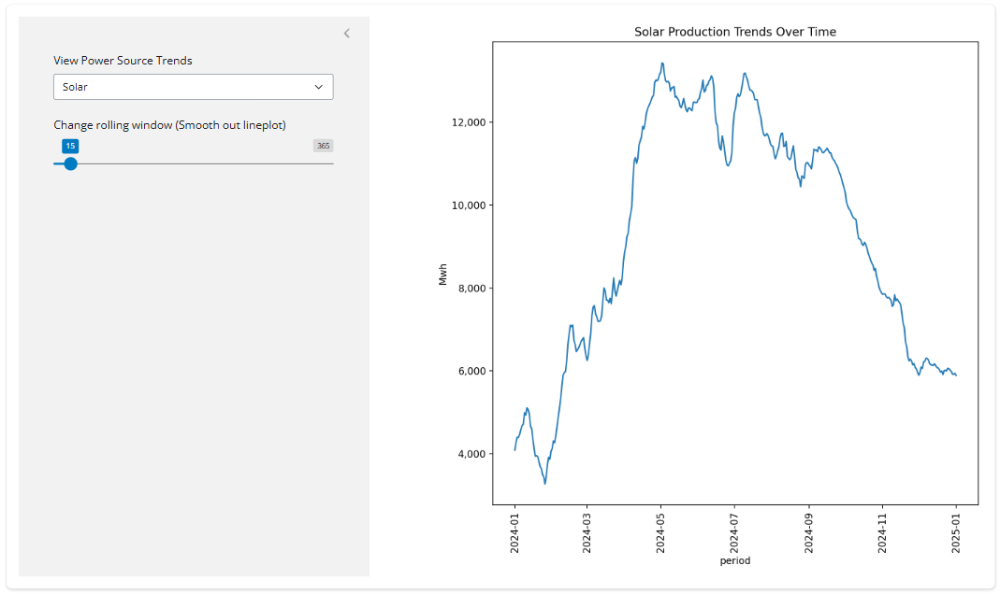 View Power Source Trends
Solar
Change rolling window (Smooth out lineplot)
15
365
Solar Production Trends Over Time
Mwh
12,000
10,000
8,000
6,000
4,000
2024-01
2024-03
2024-05
2024-07
2024-09
2024-11
2025-01
period